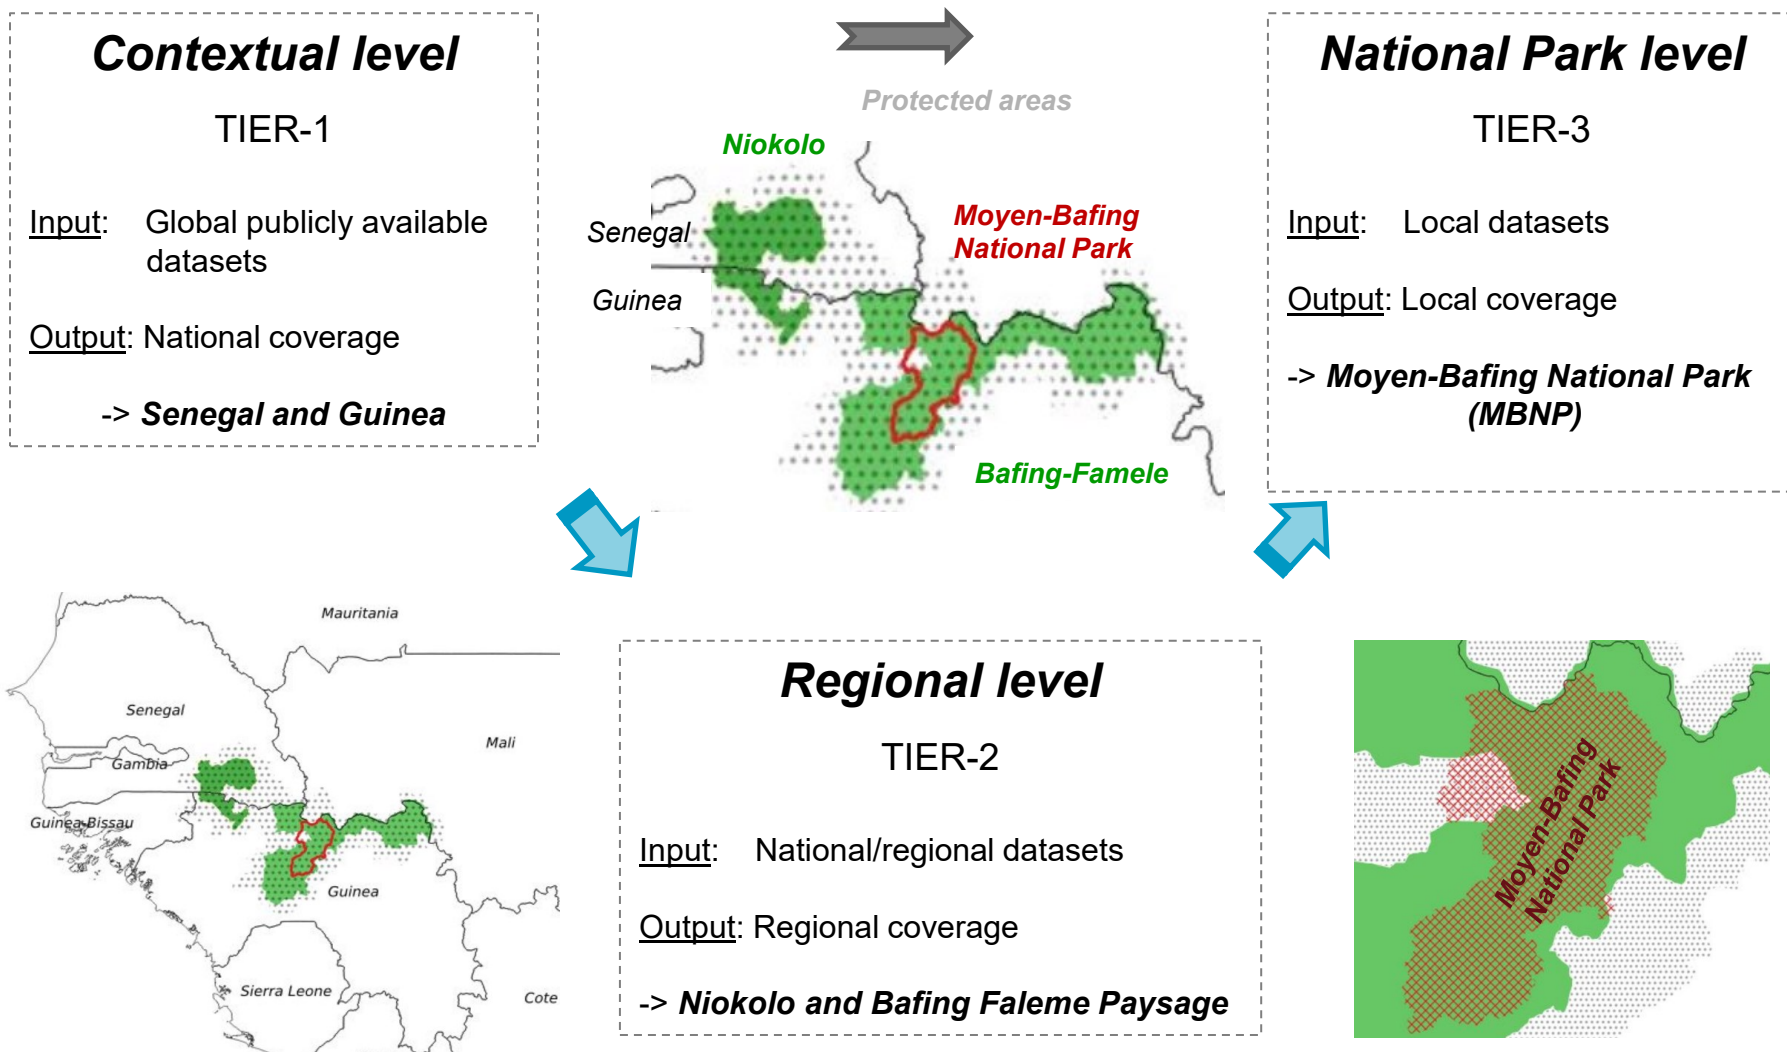 Contextual level
TIER-1
Input: Global publicly available
datasets
Output: National coverage
-> Senegal and Guinea
Protected areas
Niokolo
Senegal
Guinea
Moyen-Bafing
National Park
Bafing-Famele
National Park level
TIER-3
Input: Local datasets
Output: Local coverage
-> Moyen-Bafing National Park
(MBNP)
Mauritania
Senegal
Mali
Gambia
Guinea-Bissau
Guinea
Sierra Leone
Cote
Regional level
TIER-2
Input: National/regional datasets
Output: Regional coverage
-> Niokolo and Bafing Faleme Paysage
Moyen-Bafing
National Park